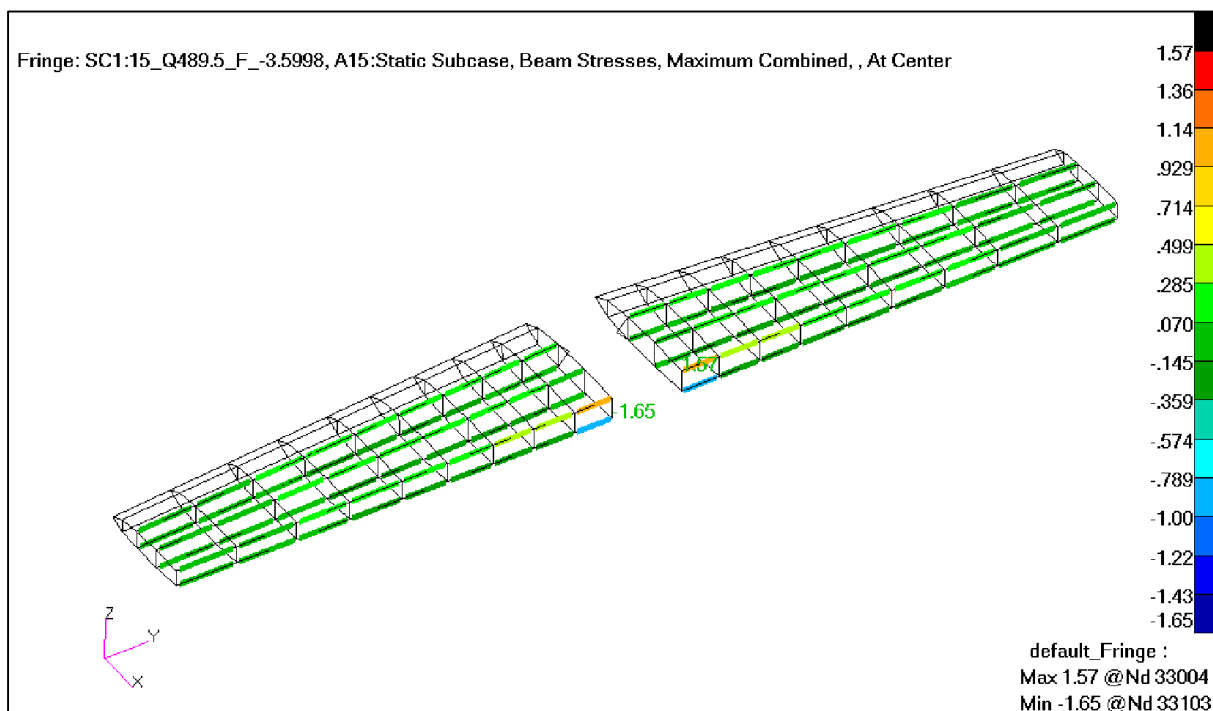 Fringe: SC1:15_Q489.5_F_-3.5998, A15:Static Subcase, Beam Stresses, Maximum Combined, , At Center
1.57
1.36
1.14
.929
.714
.499
.285
.070
-.145
-.359
-.574
-.789
-1.00
-1.22
-1.43
-1.65
1.57
-1.65
Z
Y
X
default_Fringe :
Max 1.57 @Nd 33004
Min -1.65 @Nd 33103